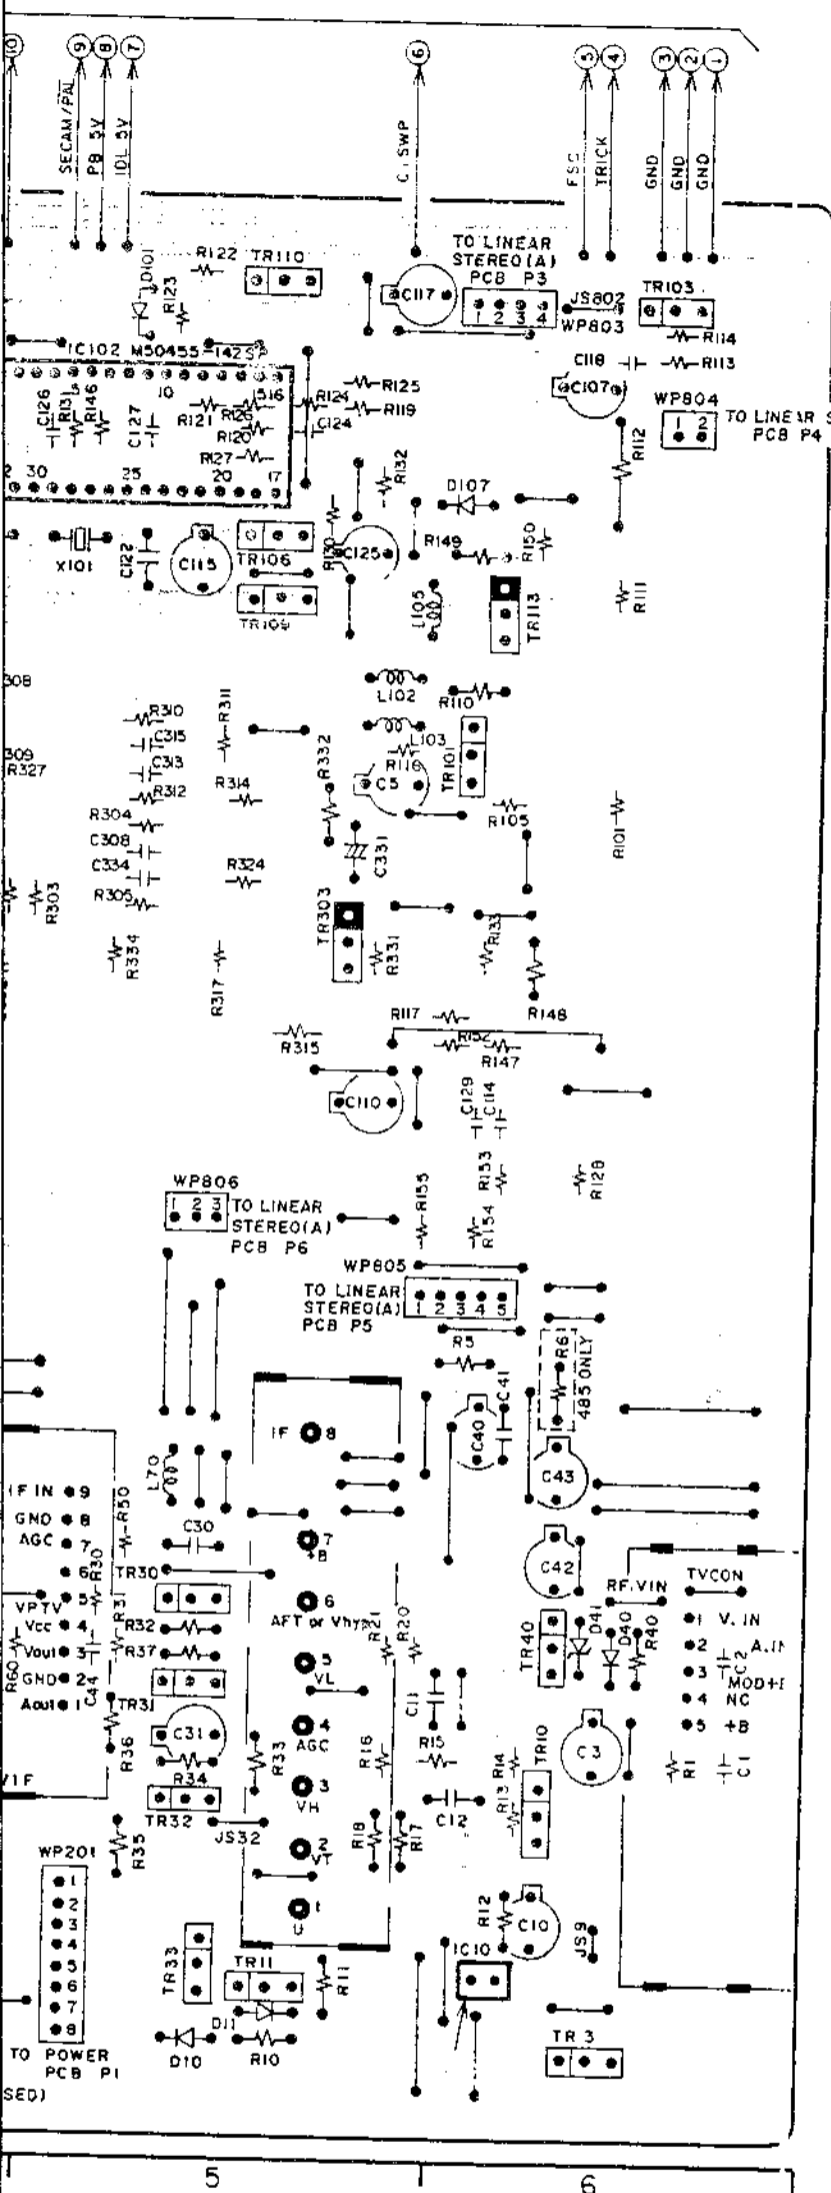 10 9 8 7 6 5 4 3 2 1
SECAM/PAL
PB 5V
IDL 5V
C.SWP
FSC
TRICK
GND
GND
GND
D101
R123
R122
TR110
C117
TO LINEAR
STEREO(A)
PCB P3
1 2 3 4
JS802
WP803
TR103
R114
C118
R113
C107
WP804
1 2
TO LINEAR S
PCB P4
IC102 M50455-142SP
10
16
C126
R131
R146
C127
R121
R126
R120
R127
R124
C124
R125
R119
R112
30
25
20
17
R132
D107
X101
C122
C115
TR106
R130
C125
R149
R150
TR109
L105
TR113
R111
308
L102
R110
R310
C315
R311
C313
R312
309
R327
L103
R116
R332
C5
TR101
R314
R304
C308
C334
R305
R105
R101
C331
R324
R303
R334
R317
TR303
R331
R133
R148
R117
R315
R152
R147
C110
C129
C114
R155
R153
R154
R128
WP806
1 2 3
TO LINEAR
STEREO(A)
PCB P6
WP805
TO LINEAR
STEREO(A)
PCB P5
1 2 3 4 5
R5
R61
485 ONLY
C40
C41
C43
IF 8
L70
IF IN 9
GND 8
AGC 7
6
VPTV 5
Vcc 4
Vout 3
GND 2
Aout 1
R50
R30
R31
R60
C44
C30
TR30
R32
R37
TR31
C31
R36
R34
TR32
R35
JS32
R33
7
+B
6
AFT or Vhy
5
VL
4
AGC
3
VH
2
VT
1
U
R21
R20
C11
R15
R16
C12
R18
R17
C42
RF.VIN
TVCON
1 V. IN
2 A.IN
3 MOD+B
4 NC
5 +B
TR40
D41
D40
R40
C2
TR10
C3
R14
R13
R1
C1
VIF
WP201
1
2
3
4
5
6
7
8
TO POWER
PCB P1
SED)
TR33
TR11
R11
D11
D10
R10
R12
C10
IC10
JS9
TR3
5
6